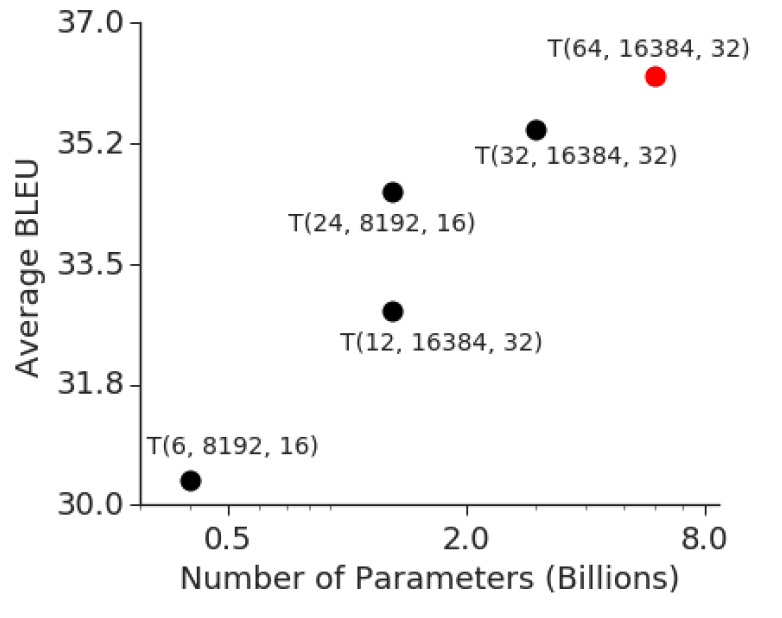 37.0
T(64, 16384, 32)
35.2
T(32, 16384, 32)
T(24, 8192, 16)
33.5
T(12, 16384, 32)
31.8
T(6, 8192, 16)
30.0
Average BLEU
0.5 2.0 8.0
Number of Parameters (Billions)